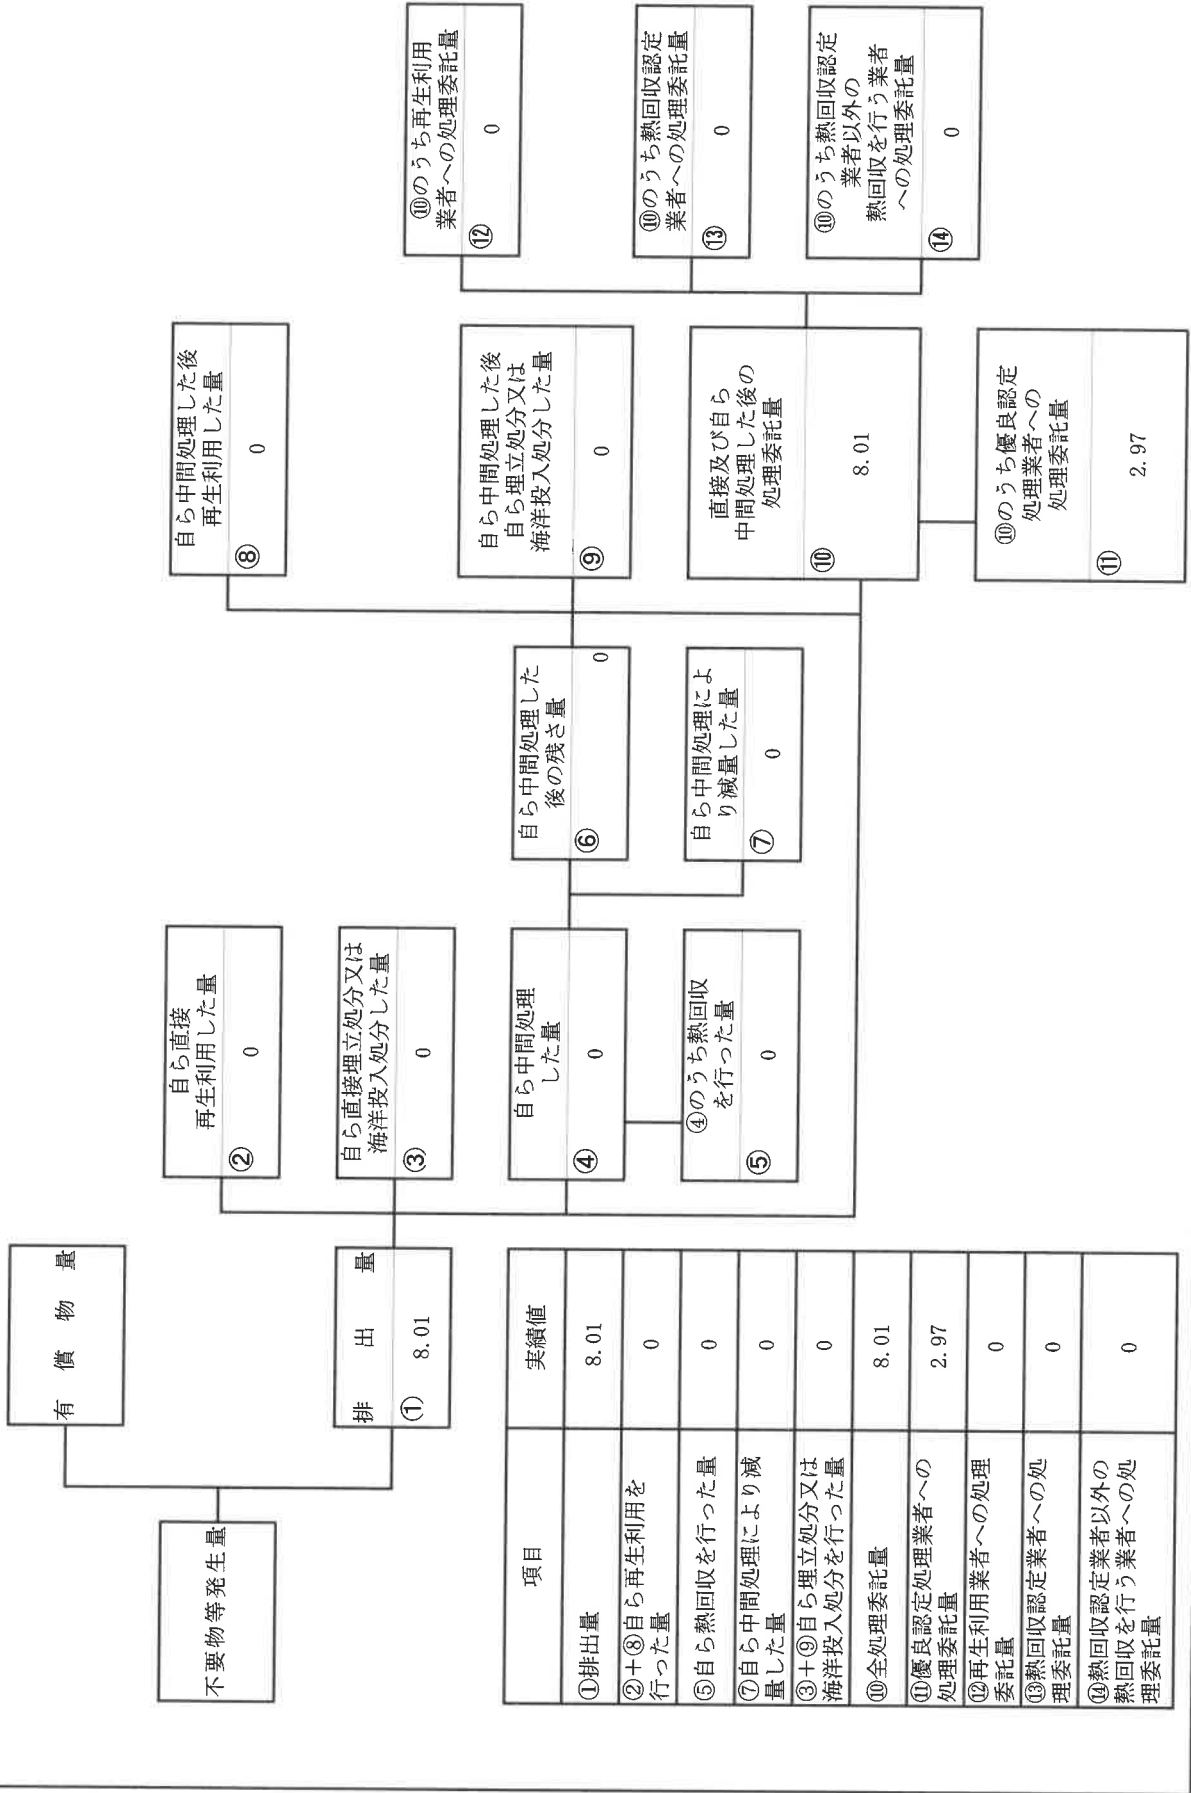 不要物等発生量
有償物量
排出量
① 8.01
自ら直接
再生利用した量
② 0
自ら直接埋立処分又は
海洋投入処分した量
③ 0
自ら中間処理
した量
④ 0
④のうち熱回収
を行った量
⑤ 0
自ら中間処理した
後の残さ量
⑥ 0
自ら中間処理によ
り減量した量
⑦ 0
自ら中間処理した後
再生利用した量
⑧ 0
自ら中間処理した後
自ら埋立処分又は
海洋投入処分した量
⑨ 0
直接及び自ら
中間処理した後の
処理委託量
⑩ 8.01
⑩のうち優良認定
処理業者への
処理委託量
⑪ 2.97
⑩のうち再生利用
業者への処理委託量
⑫ 0
⑩のうち熱回収認定
業者への処理委託量
⑬ 0
⑩のうち熱回収認定
業者以外の
熱回収を行う業者
への処理委託量
⑭ 0
項目 実績値
①排出量 8.01
②+⑧自ら再生利用を
行った量 0
⑤自ら熱回収を行った量 0
⑦自ら中間処理により減
量した量 0
③+⑨自ら埋立処分又は
海洋投入処分を行った量 0
⑩全処理委託量 8.01
⑪優良認定処理業者への
処理委託量 2.97
⑫再生利用業者への処理
委託量 0
⑬熱回収認定業者への処
理委託量 0
⑭熱回収認定業者以外の
熱回収を行う業者への処
理委託量 0